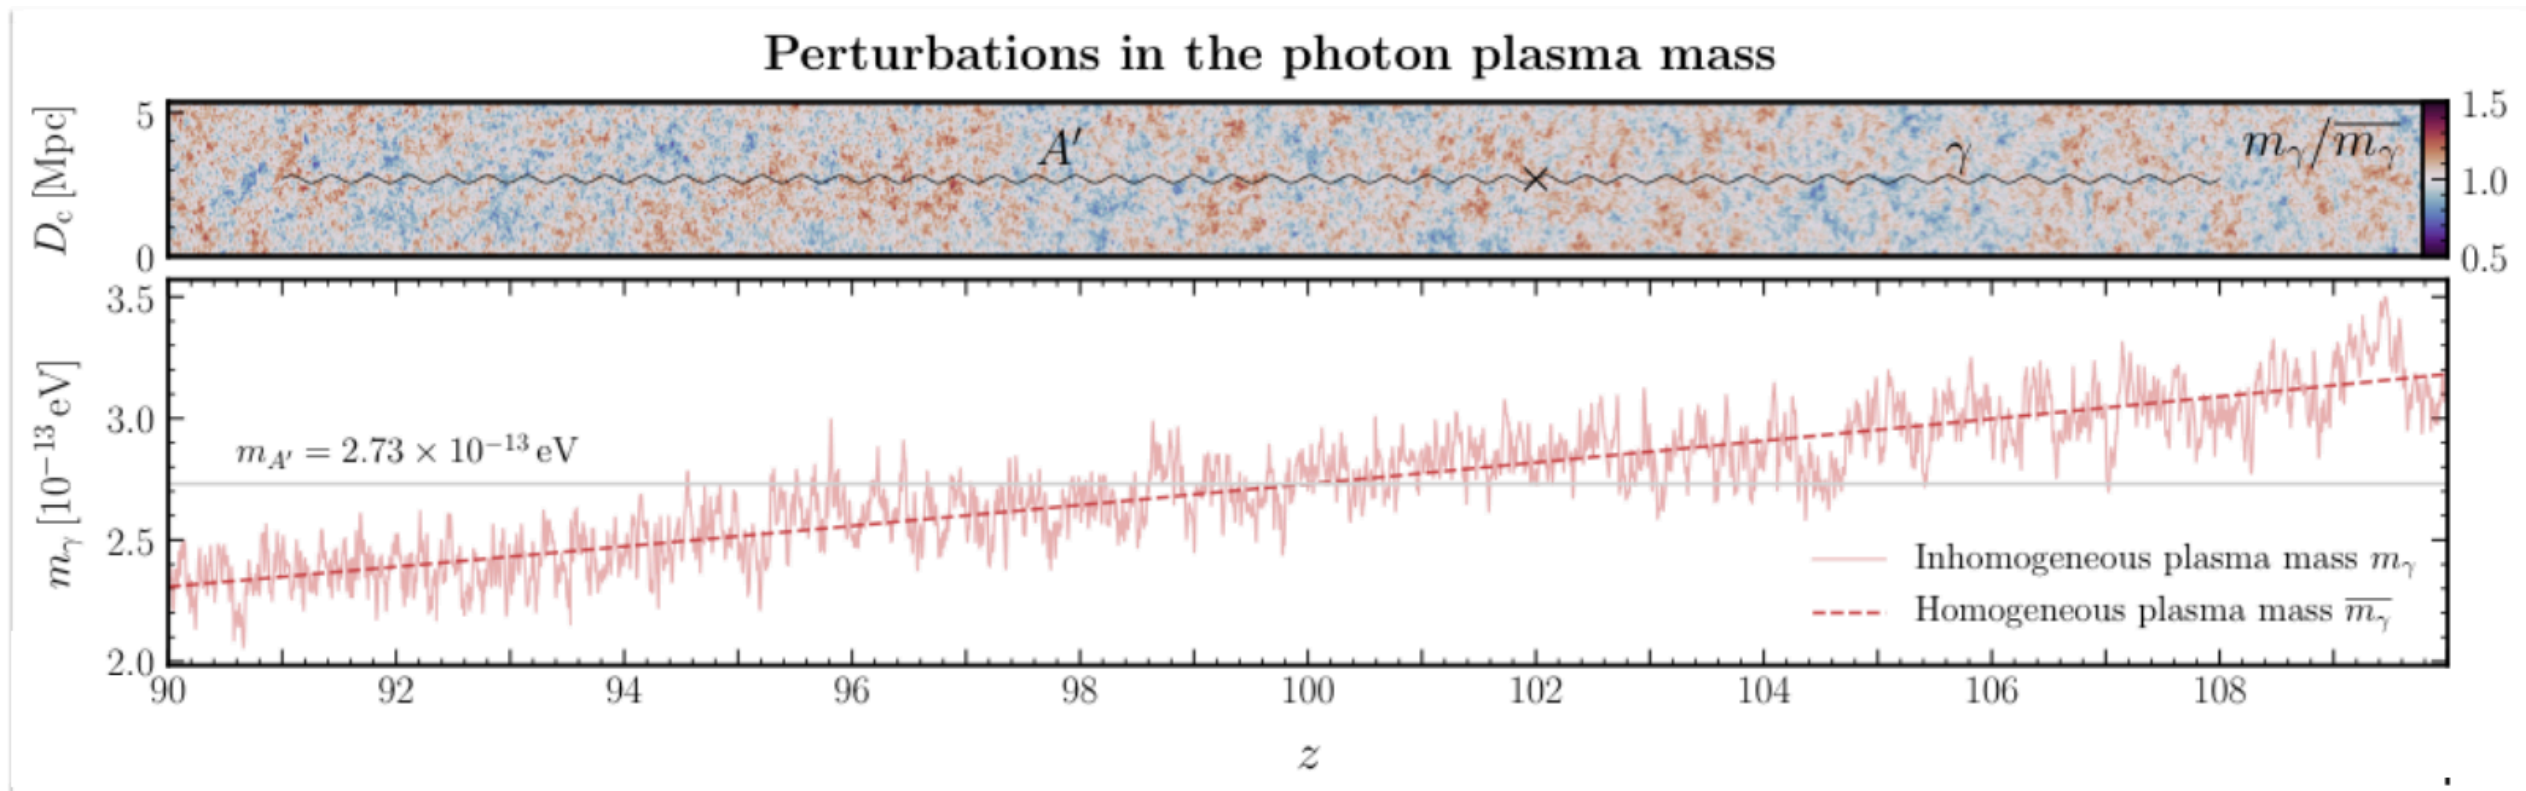 Perturbations in the photon plasma mass
D_c [Mpc]
5
0
A′
γ
m_γ/\overline{m_γ}
1.5
1.0
0.5
m_γ [10^{−13} eV]
3.5
3.0
2.5
2.0
m_{A′} = 2.73 × 10^{−13} eV
Inhomogeneous plasma mass m_γ
Homogeneous plasma mass \overline{m_γ}
90 92 94 96 98 100 102 104 106 108
z